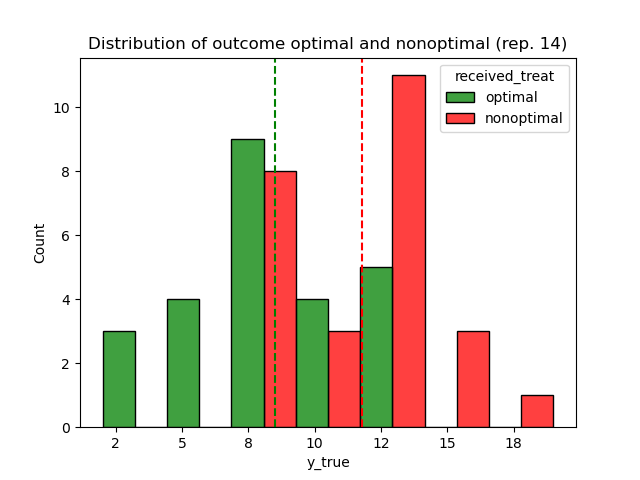 Distribution of outcome optimal and nonoptimal (rep. 14)
received_treat
optimal
nonoptimal
Count
10
8
6
4
2
0
2 5 8 10 12 15 18
y_true